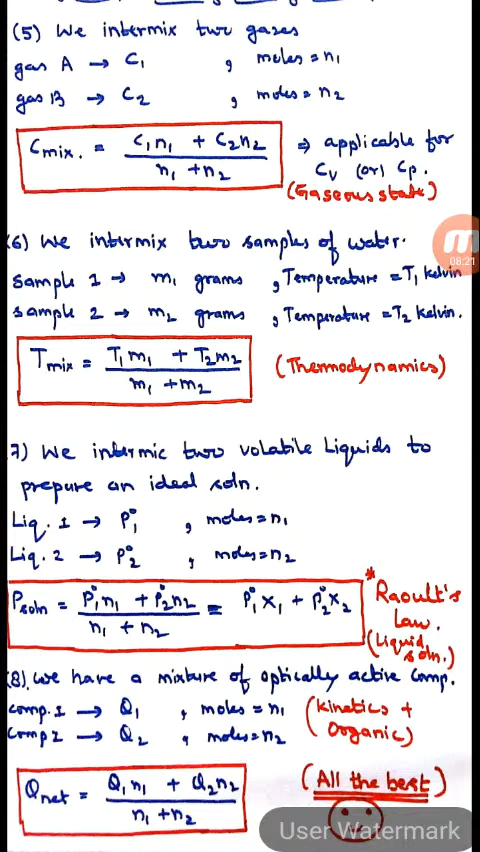 (5) We intermix two gases
gas A → C₁ , moles = n₁
gas B → C₂ , moles = n₂
Cmix. = (C₁n₁ + C₂n₂) / (n₁ + n₂) ⇒ applicable for
Cv (or) Cp.
(Gaseous state)
(6) We intermix two samples of water.
Sample 1 → m₁ grams , Temperature = T₁ kelvin
Sample 2 → m₂ grams , Temperature = T₂ kelvin.
Tmix = (T₁m₁ + T₂m₂) / (m₁ + m₂) (Thermodynamics)
7) We intermic two volatile Liquids to
prepure an ideal soln.
Liq. 1 → P₁° , moles = n₁
Liq. 2 → P₂° , moles = n₂
Psoln = (P₁°n₁ + P₂°n₂) / (n₁ + n₂) = P₁°X₁ + P₂°X₂
* Raoult's
Law.
(Liquid
soln.)
(8). We have a mixture of optically active comp.
comp. 1 → Q₁ , moles = n₁ (Kinetics +
Comp 2 → Q₂ , moles = n₂ Organic)
Qnet = (Q₁n₁ + Q₂n₂) / (n₁ + n₂)
(All the best)
08:21
User Watermark